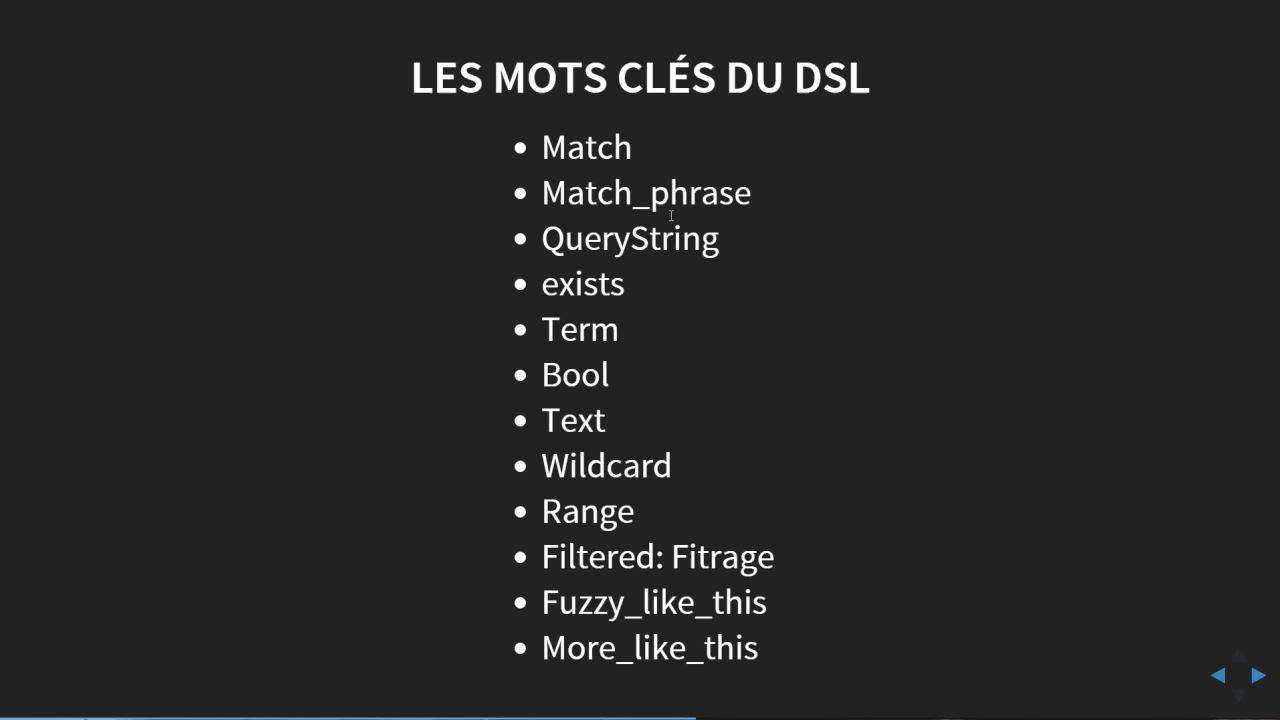 LES MOTS CLÉS DU DSL
Match
Match_phrase
QueryString
exists
Term
Bool
Text
Wildcard
Range
Filtered: Fitrage
Fuzzy_like_this
More_like_this